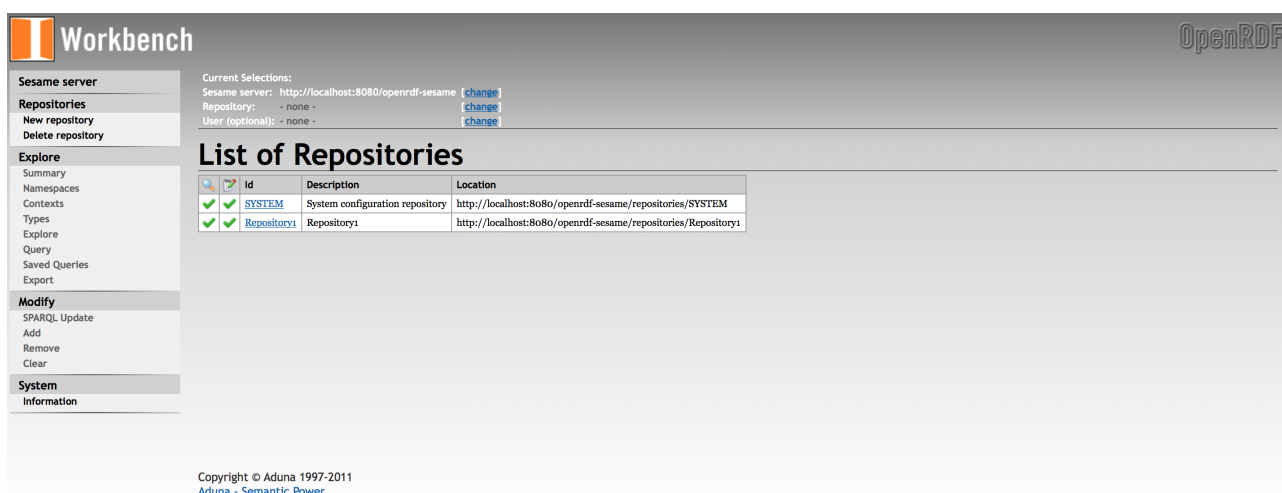 Workbench
OpenRDF
Sesame server
Repositories
New repository
Delete repository
Explore
Summary
Namespaces
Contexts
Types
Explore
Query
Saved Queries
Export
Modify
SPARQL Update
Add
Remove
Clear
System
Information
Current Selections:
Sesame server: http://localhost:8080/openrdf-sesame [change]
Repository: - none - [change]
User (optional): - none - [change]
List of Repositories
Id Description Location
SYSTEM System configuration repository http://localhost:8080/openrdf-sesame/repositories/SYSTEM
Repository1 Repository1 http://localhost:8080/openrdf-sesame/repositories/Repository1
Copyright © Aduna 1997-2011
Aduna - Semantic Power